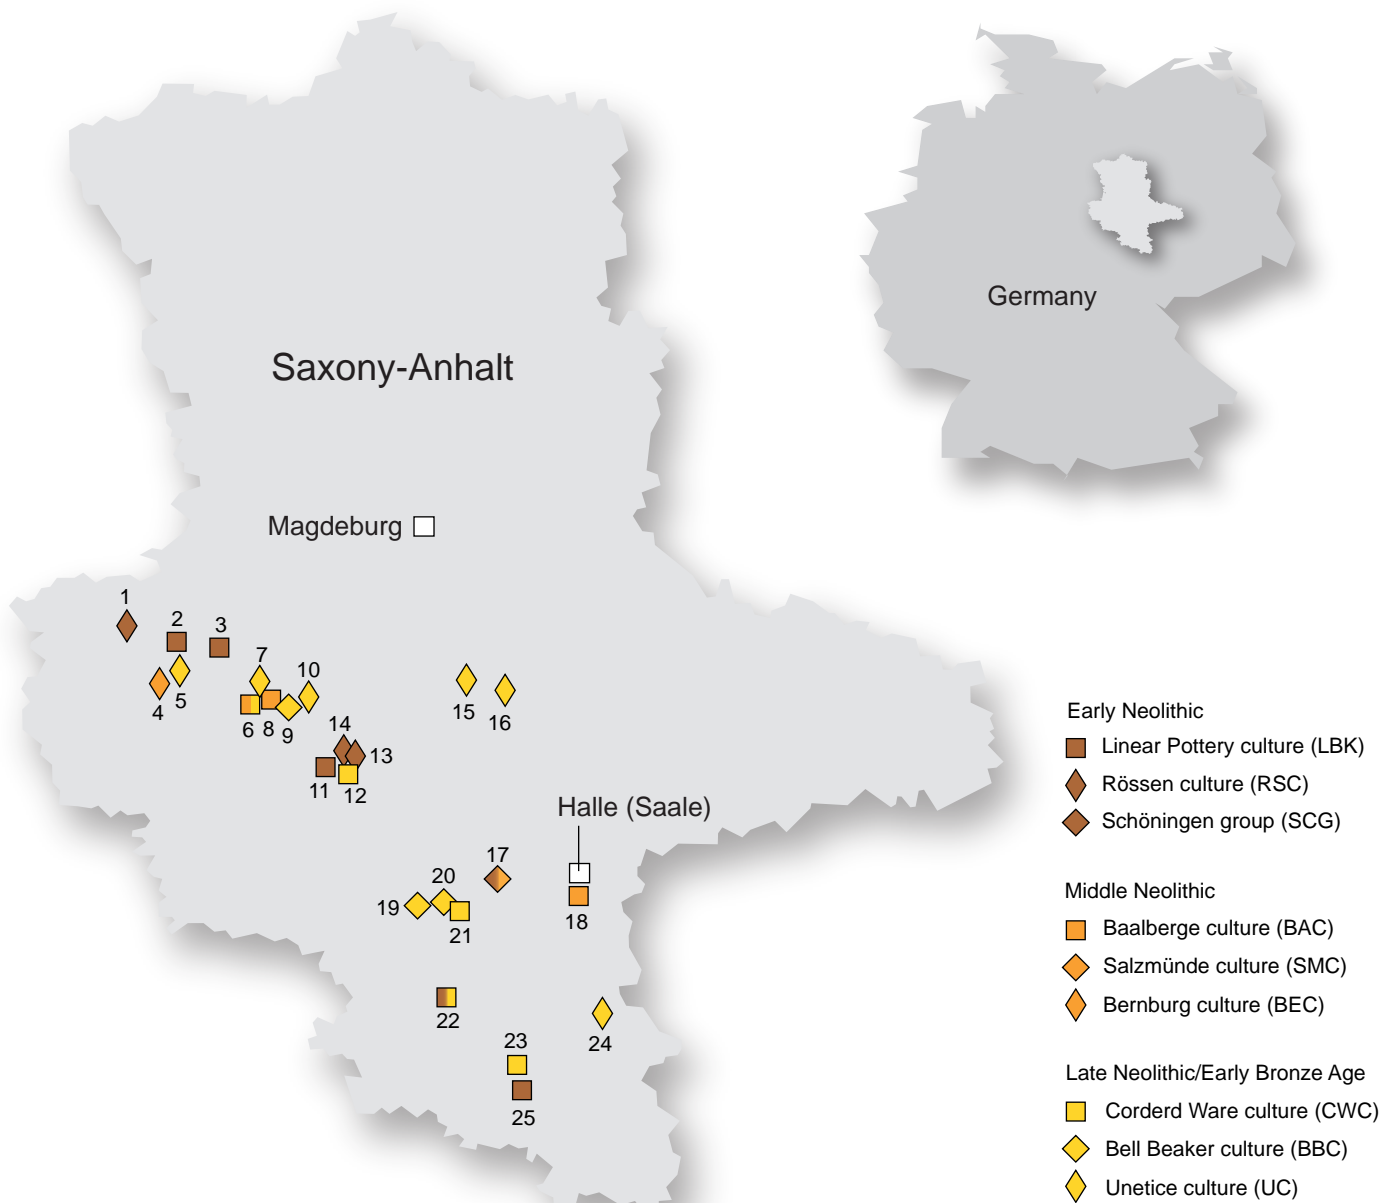 Germany
Saxony-Anhalt
Magdeburg
1
2
3
4
5
7
10
6
8
9
15
16
14
13
11
12
Halle (Saale)
17
20
19
21
18
22
24
23
25
Early Neolithic
Linear Pottery culture (LBK)
Rössen culture (RSC)
Schöningen group (SCG)
Middle Neolithic
Baalberge culture (BAC)
Salzmünde culture (SMC)
Bernburg culture (BEC)
Late Neolithic/Early Bronze Age
Corderd Ware culture (CWC)
Bell Beaker culture (BBC)
Unetice culture (UC)